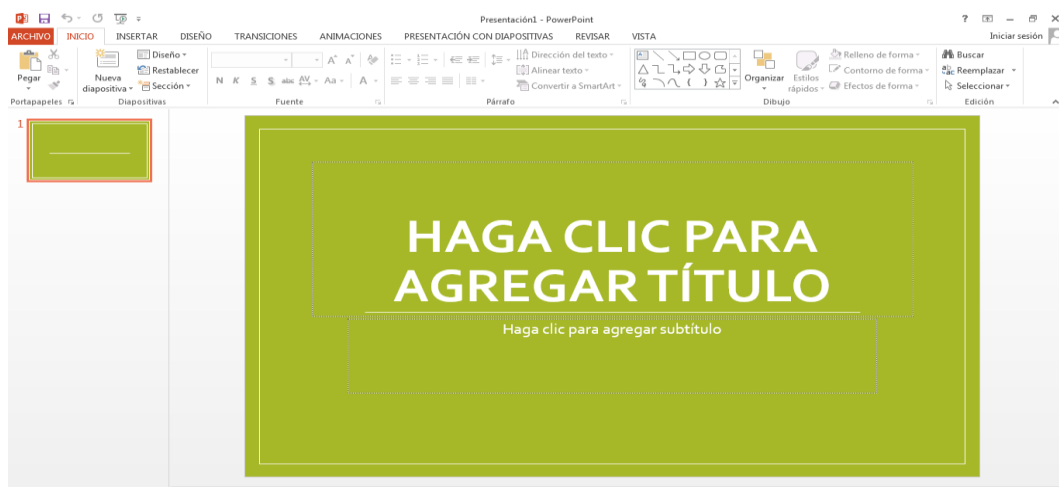 Presentación1 - PowerPoint
ARCHIVO INICIO INSERTAR DISEÑO TRANSICIONES ANIMACIONES PRESENTACIÓN CON DIAPOSITIVAS REVISAR VISTA Iniciar sesión
Pegar
Portapapeles
Nueva
diapositiva
Diseño
Restablecer
Sección
Diapositivas
N K S S abc AV Aa A
Fuente
Dirección del texto
Alinear texto
Convertir a SmartArt
Párrafo
Organizar
Estilos
rápidos
Relleno de forma
Contorno de forma
Efectos de forma
Dibujo
Buscar
Reemplazar
Seleccionar
Edición
1
HAGA CLIC PARA
AGREGAR TÍTULO
Haga clic para agregar subtítulo